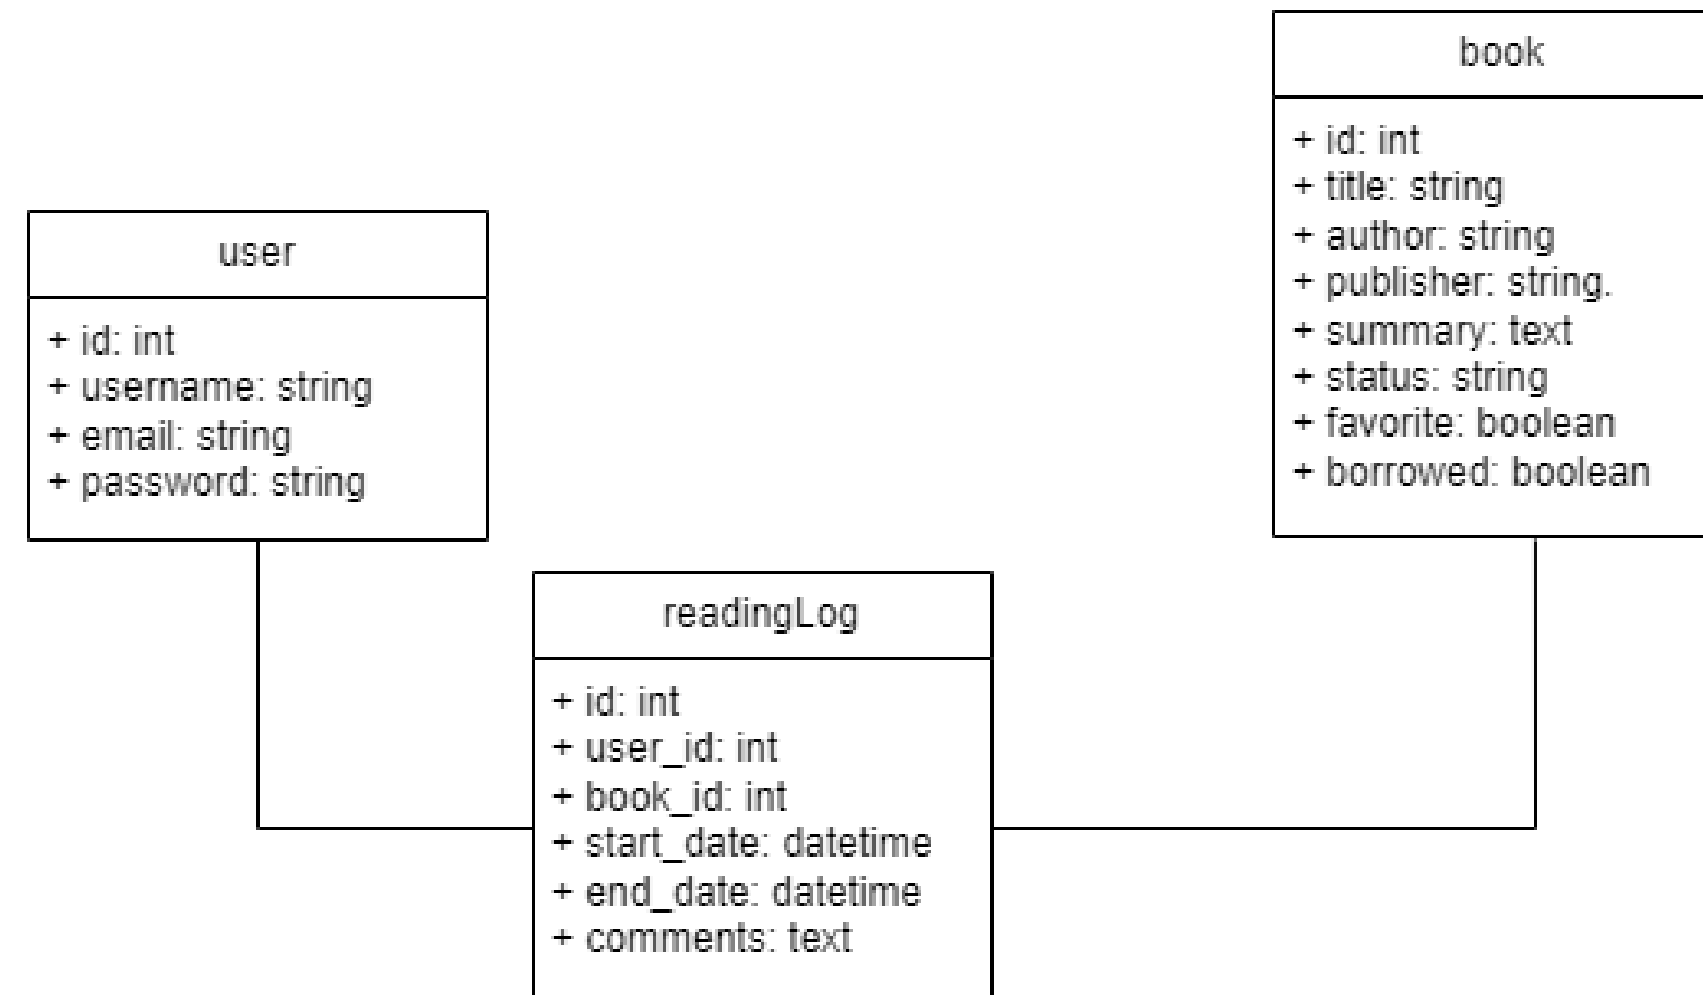 book
+ id: int
+ title: string
+ author: string
+ publisher: string.
+ summary: text
+ status: string
+ favorite: boolean
+ borrowed: boolean
user
+ id: int
+ username: string
+ email: string
+ password: string
readingLog
+ id: int
+ user_id: int
+ book_id: int
+ start_date: datetime
+ end_date: datetime
+ comments: text